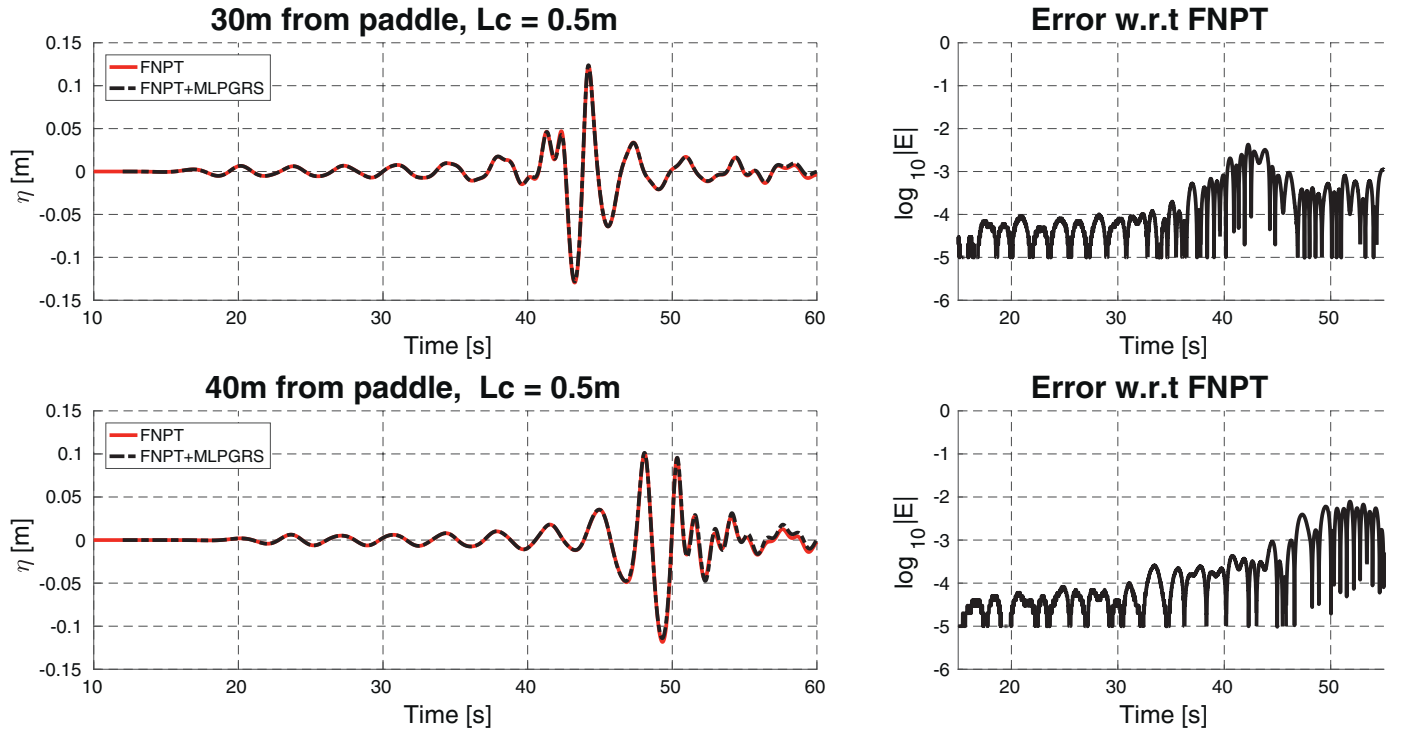 30m from paddle, Lc = 0.5m
0.15
0.1
0.05
0
-0.05
-0.1
-0.15
η [m]
FNPT
FNPT+MLPGRS
10 20 30 40 50 60
Time [s]
Error w.r.t FNPT
0
-1
-2
-3
-4
-5
-6
log 10|E|
20 30 40 50
Time [s]
40m from paddle, Lc = 0.5m
0.15
0.1
0.05
0
-0.05
-0.1
-0.15
η [m]
FNPT
FNPT+MLPGRS
10 20 30 40 50 60
Time [s]
Error w.r.t FNPT
0
-1
-2
-3
-4
-5
-6
log 10|E|
20 30 40 50
Time [s]